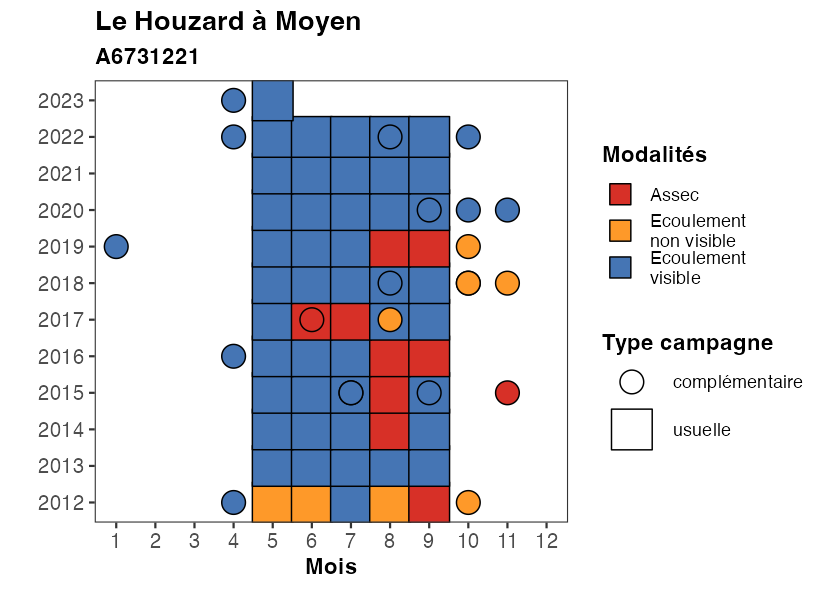 Le Houzard à Moyen
A6731221
2023
2022
2021
2020
2019
2018
2017
2016
2015
2014
2013
2012
1 2 3 4 5 6 7 8 9 10 11 12
Mois
Modalités
Assec
Ecoulement
non visible
Ecoulement
visible
Type campagne
complémentaire
usuelle